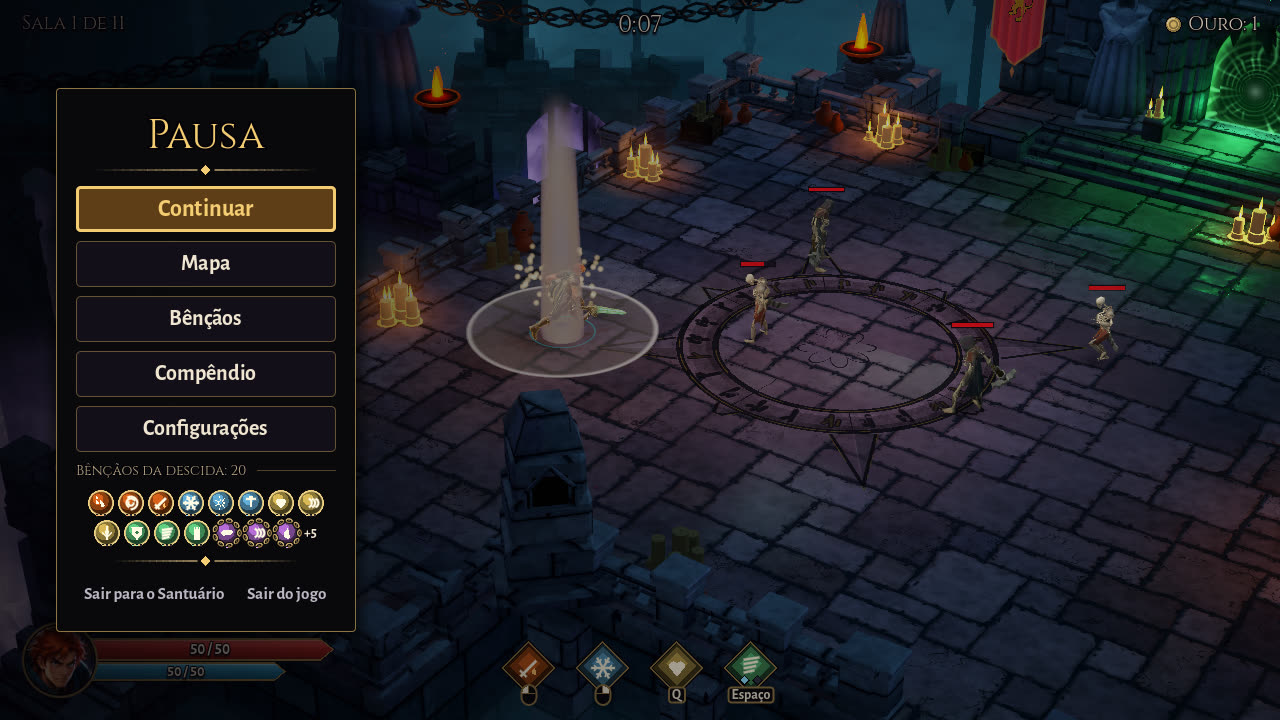 Sala 1 de 11
0:07
Ouro: 1
Pausa
Continuar
Mapa
Bênçãos
Compêndio
Configurações
Bênçãos da descida: 20
+5
Sair para o Santuário Sair do jogo
50/50
50/50
Q
Espaço